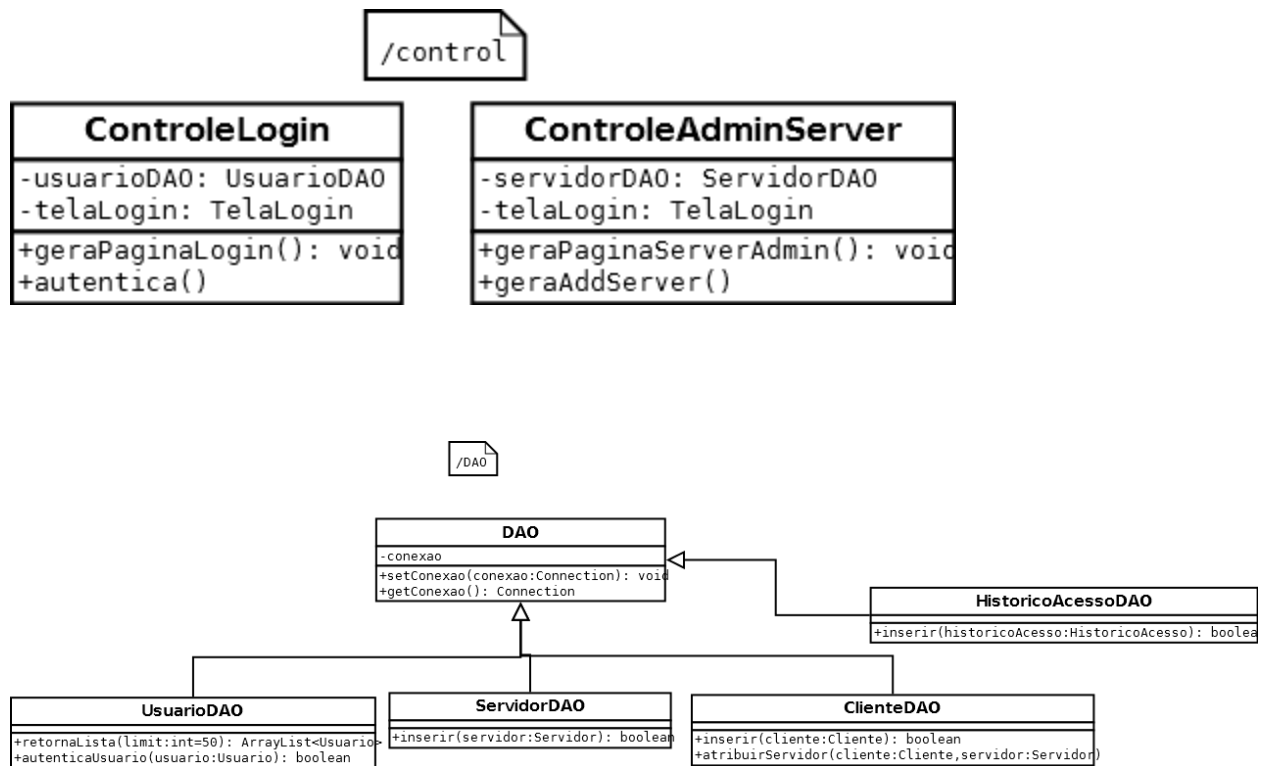 /control
ControleLogin
-usuarioDAO: UsuarioDAO
-telaLogin: TelaLogin
+geraPaginaLogin(): void
+autentica()
ControleAdminServer
-servidorDAO: ServidorDAO
-telaLogin: TelaLogin
+geraPaginaServerAdmin(): void
+geraAddServer()
/DAO
DAO
-conexao
+setConexao(conexao:Connection): void
+getConexao(): Connection
HistoricoAcessoDAO
+inserir(historicoAcesso:HistoricoAcesso): boolea
UsuarioDAO
+retornaLista(limit:int=50): ArrayList<Usuario>
+autenticaUsuario(usuario:Usuario): boolean
ServidorDAO
+inserir(servidor:Servidor): boolean
ClienteDAO
+inserir(cliente:Cliente): boolean
+atribuirServidor(cliente:Cliente,servidor:Servidor)